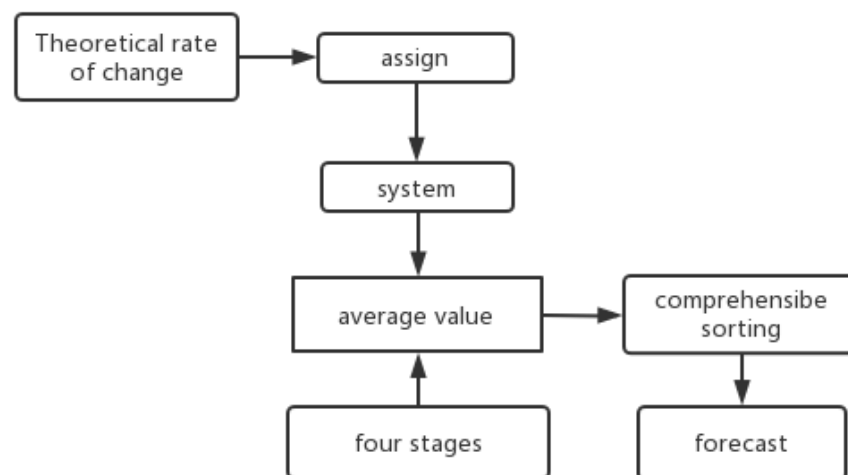 Theoretical rate
of change
assign
system
average value
comprehensibe
sorting
four stages
forecast